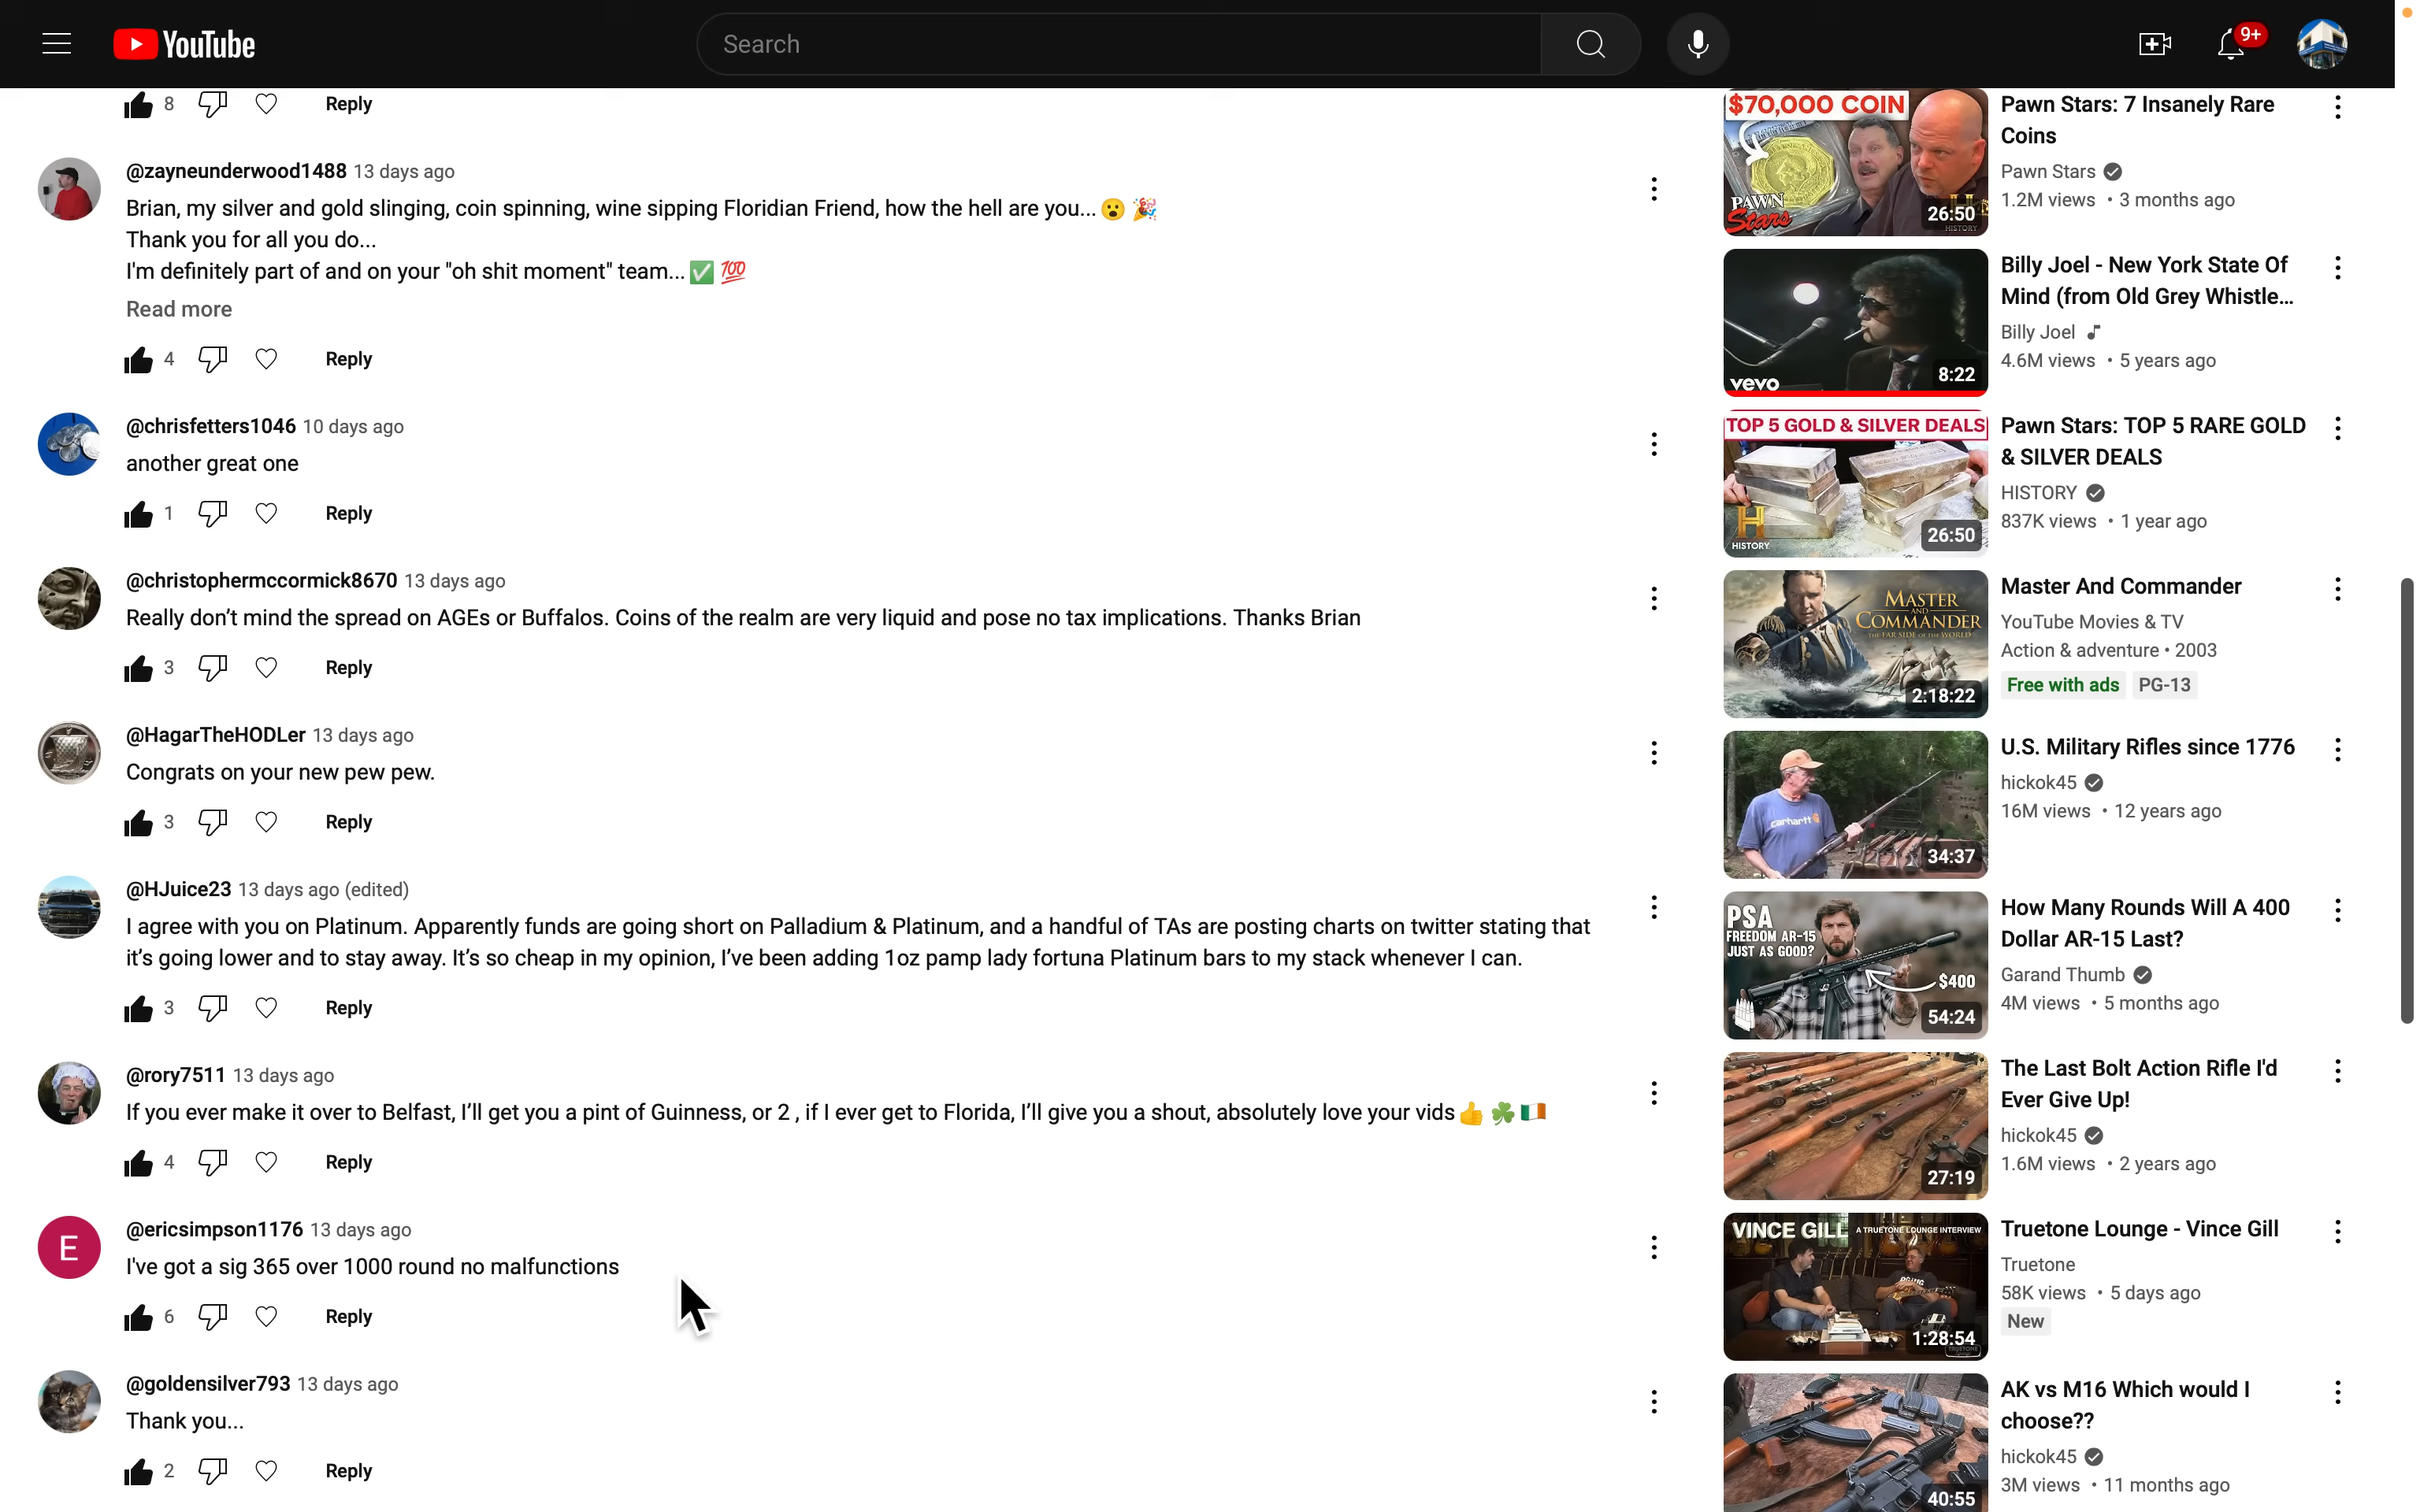 YouTube
Search
9+
8
Reply
@zayneunderwood1488 13 days ago
Brian, my silver and gold slinging, coin spinning, wine sipping Floridian Friend, how the hell are you...😮 🎉
Thank you for all you do...
I'm definitely part of and on your "oh shit moment" team...✅ 💯
Read more
4
Reply
@chrisfetters1046 10 days ago
another great one
1
Reply
@christophermccormick8670 13 days ago
Really don’t mind the spread on AGEs or Buffalos. Coins of the realm are very liquid and pose no tax implications. Thanks Brian
3
Reply
@HagarTheHODLer 13 days ago
Congrats on your new pew pew.
3
Reply
@HJuice23 13 days ago (edited)
I agree with you on Platinum. Apparently funds are going short on Palladium & Platinum, and a handful of TAs are posting charts on twitter stating that
it’s going lower and to stay away. It’s so cheap in my opinion, I’ve been adding 1oz pamp lady fortuna Platinum bars to my stack whenever I can.
3
Reply
@rory7511 13 days ago
If you ever make it over to Belfast, I’ll get you a pint of Guinness, or 2 , if I ever get to Florida, I’ll give you a shout, absolutely love your vids👍 ☘️ 🇮🇪
4
Reply
E
@ericsimpson1176 13 days ago
I've got a sig 365 over 1000 round no malfunctions
6
Reply
@goldensilver793 13 days ago
Thank you...
2
Reply
$70,000 COIN
PAWN
Stars
HISTORY
26:50
Pawn Stars: 7 Insanely Rare
Coins
Pawn Stars
1.2M views • 3 months ago
vevo
8:22
Billy Joel - New York State Of
Mind (from Old Grey Whistle...
Billy Joel
4.6M views • 5 years ago
TOP 5 GOLD & SILVER DEALS
H
HISTORY
26:50
Pawn Stars: TOP 5 RARE GOLD
& SILVER DEALS
HISTORY
837K views • 1 year ago
MASTER
AND
COMMANDER
THE FAR SIDE OF THE WORLD
2:18:22
Master And Commander
YouTube Movies & TV
Action & adventure • 2003
Free with ads PG-13
carhartt
34:37
U.S. Military Rifles since 1776
hickok45
16M views • 12 years ago
PSA
FREEDOM AR-15
JUST AS GOOD?
$400
54:24
How Many Rounds Will A 400
Dollar AR-15 Last?
Garand Thumb
4M views • 5 months ago
27:19
The Last Bolt Action Rifle I'd
Ever Give Up!
hickok45
1.6M views • 2 years ago
VINCE GILL A TRUETONE LOUNGE INTERVIEW
1:28:54
Truetone Lounge - Vince Gill
Truetone
58K views • 5 days ago
New
40:55
AK vs M16 Which would I
choose??
hickok45
3M views • 11 months ago